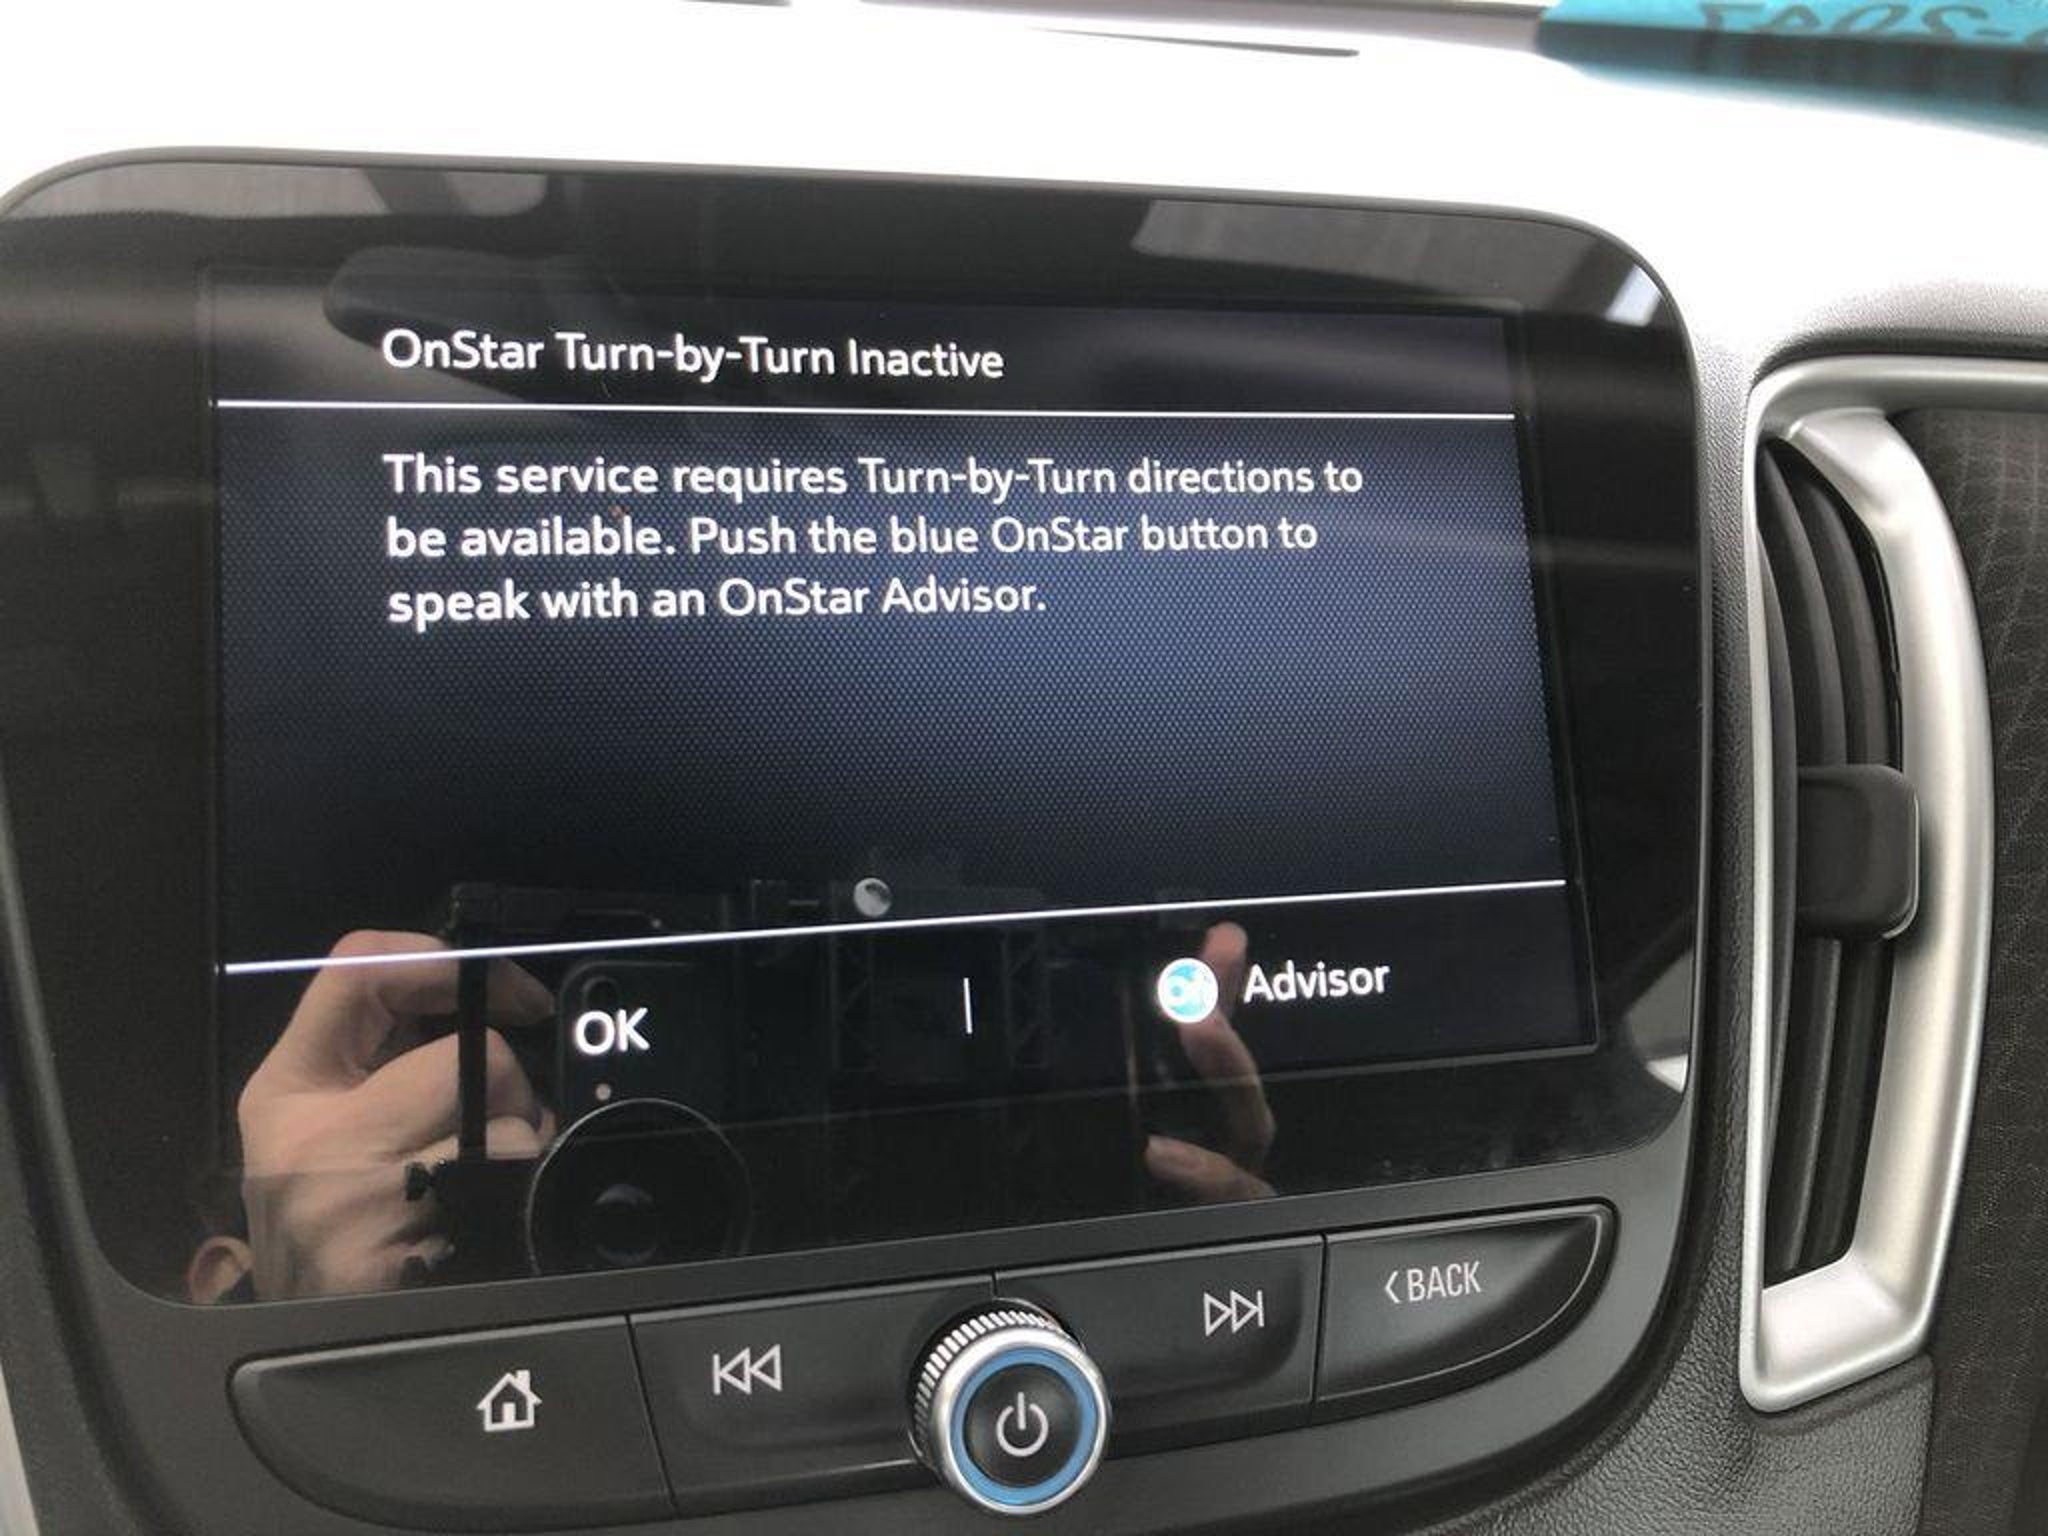 OnStar Turn-by-Turn Inactive
This service requires Turn-by-Turn directions to
be available. Push the blue OnStar button to
speak with an OnStar Advisor.
OK
Advisor
<BACK